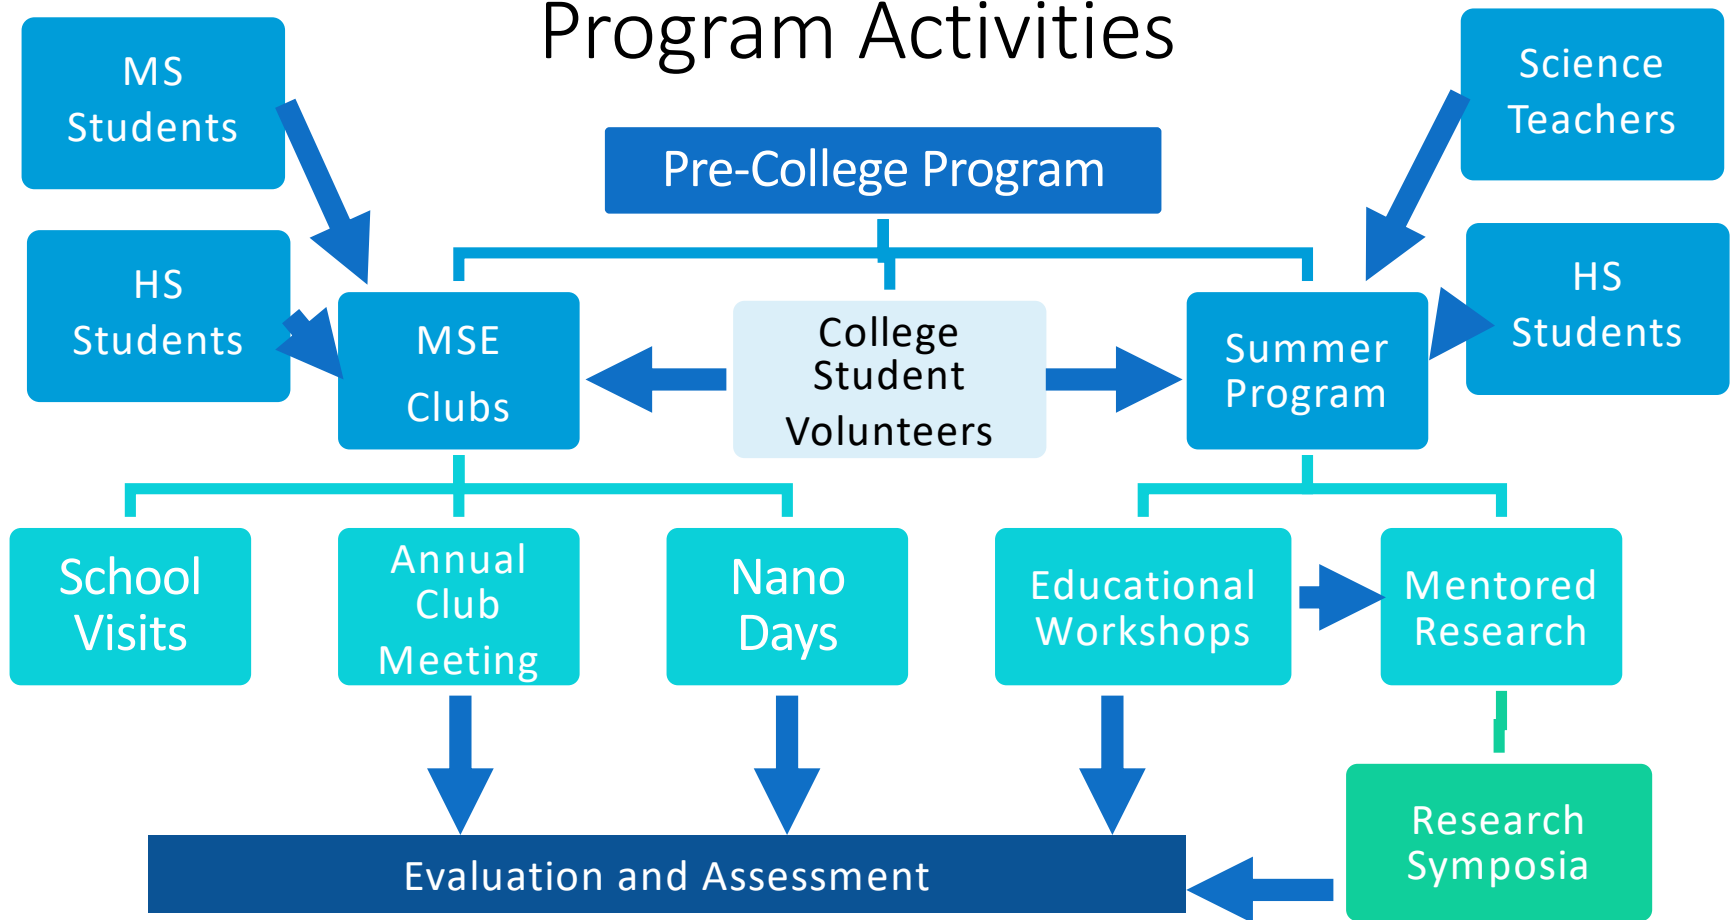 Program Activities
MS
Students
Science
Teachers
Pre-College Program
HS
Students
HS
Students
MSE
Clubs
College
Student
Volunteers
Summer
Program
School
Visits
Annual
Club
Meeting
Nano
Days
Educational
Workshops
Mentored
Research
Research
Symposia
Evaluation and Assessment